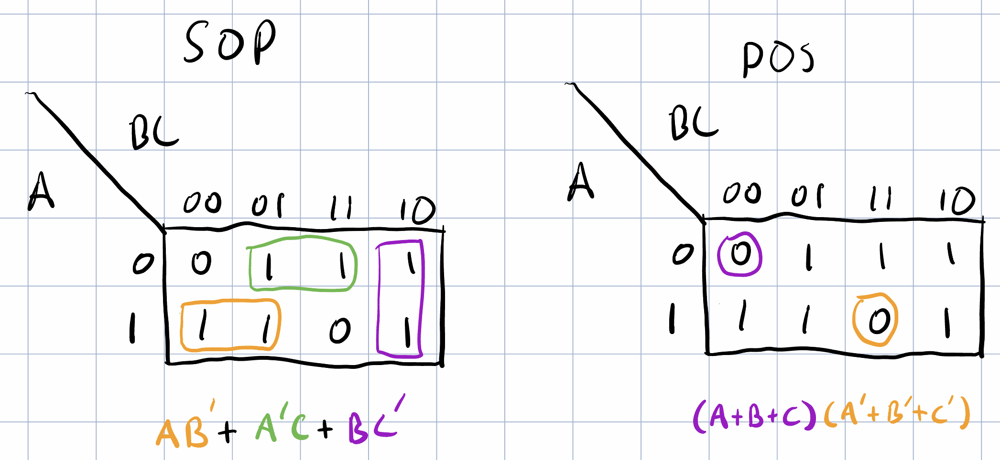 SOP
BC
A
00 01 11 10
0 0 1 1 1
1 1 1 0 1
AB' + A'C + BC'
POS
BC
A
00 01 11 10
0 0 1 1 1
1 1 1 0 1
(A+B+C)(A'+B'+C')